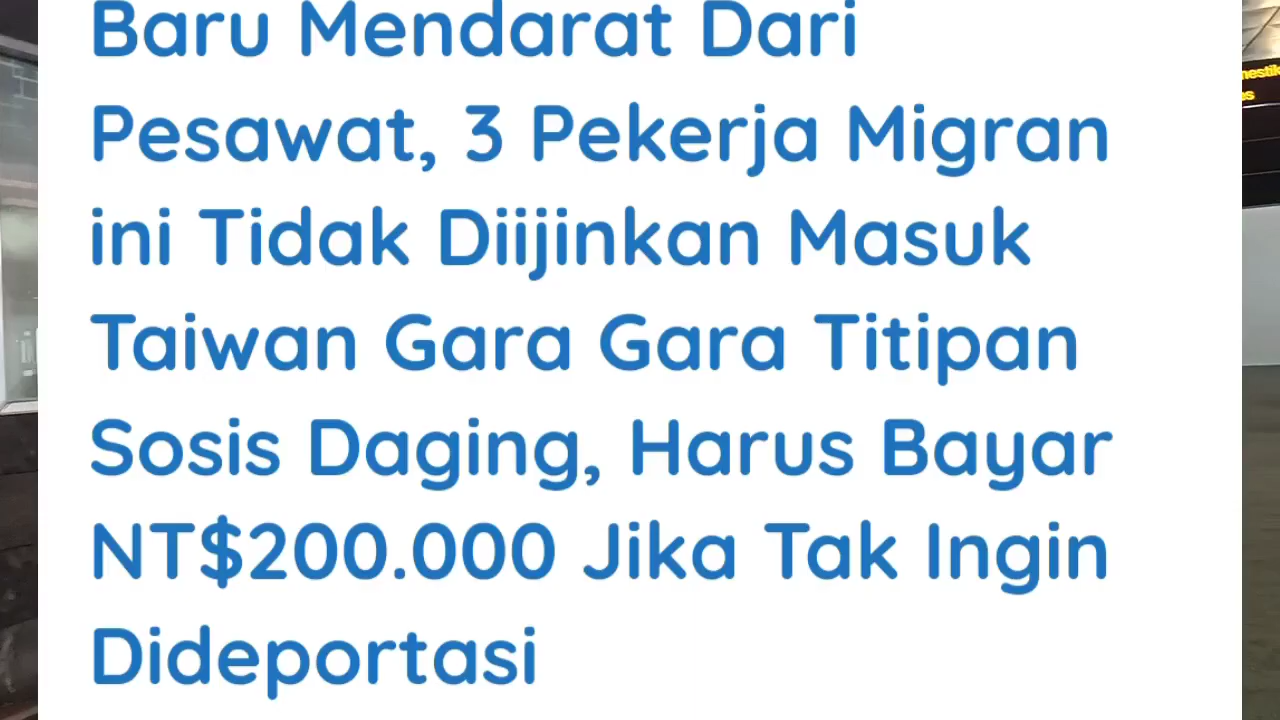 Baru Mendarat Dari
Pesawat, 3 Pekerja Migran
ini Tidak Diijinkan Masuk
Taiwan Gara Gara Titipan
Sosis Daging, Harus Bayar
NT$200.000 Jika Tak Ingin
Dideportasi